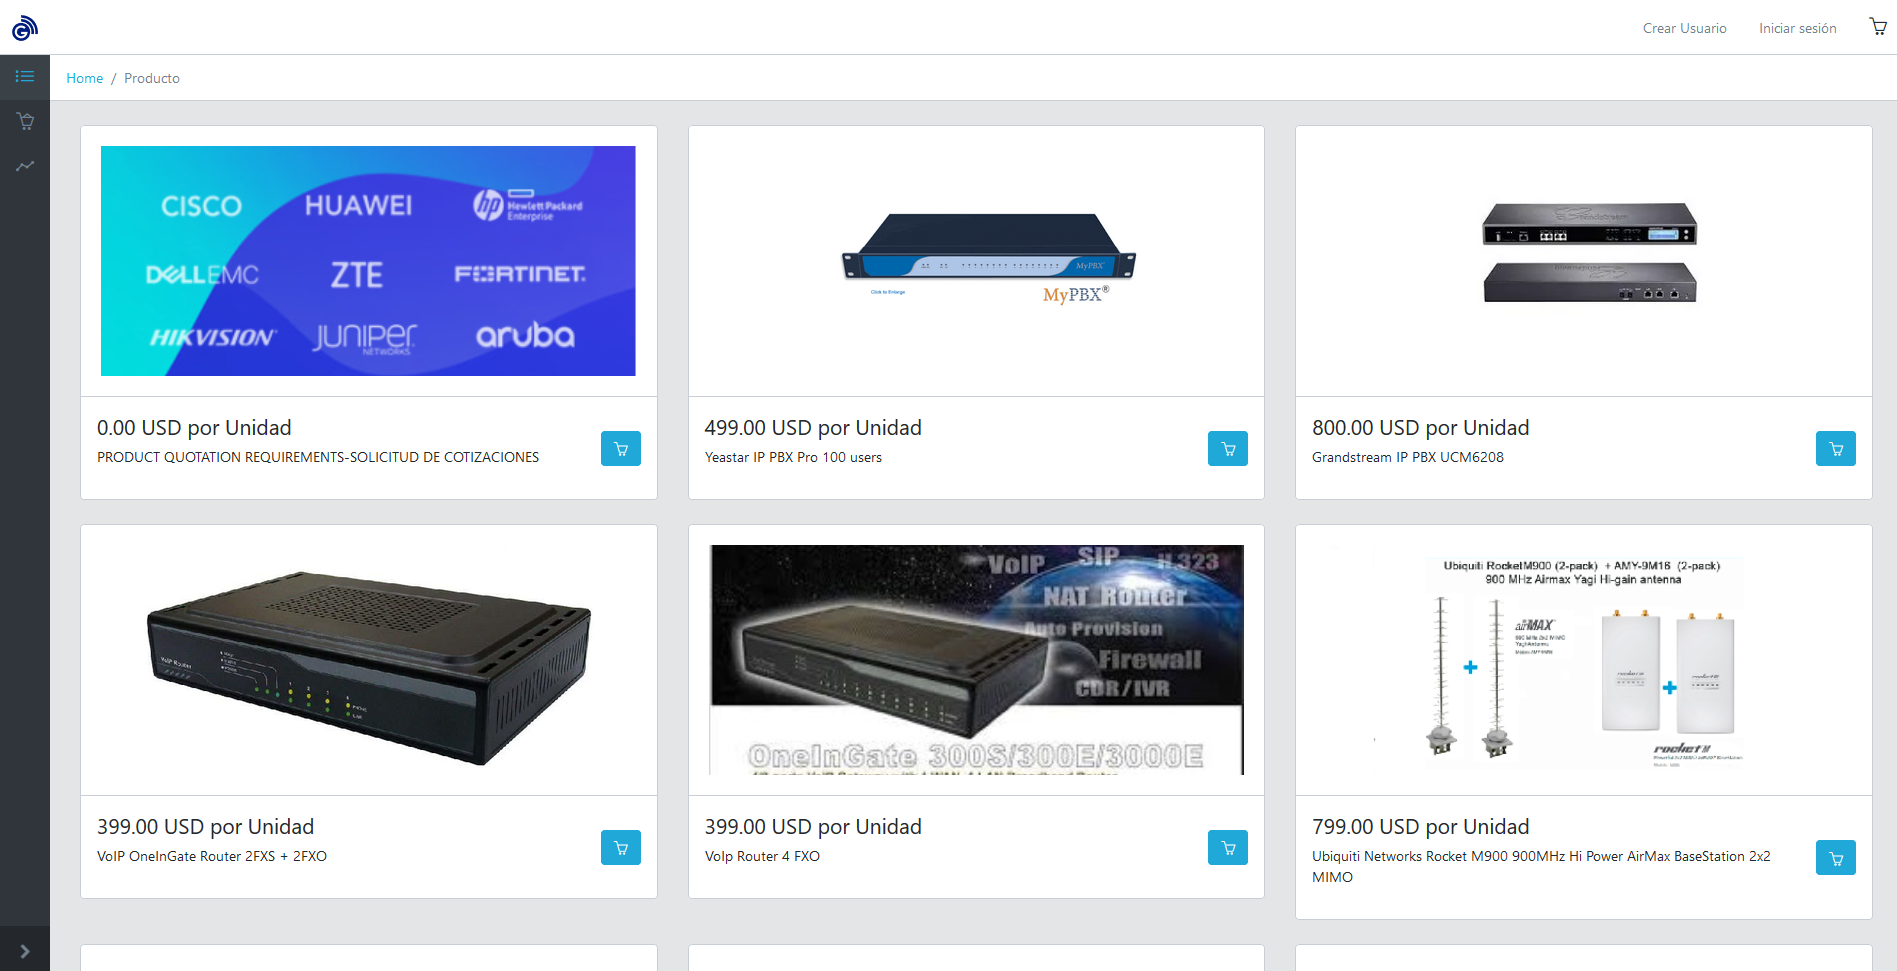 Crear Usuario
Iniciar sesión
Home / Producto
CISCO
HUAWEI
hp
Hewlett Packard
Enterprise
DELLEMC
ZTE
FORTINET.
HIKVISION
JUNIPER
NETWORKS
aruba
0.00 USD por Unidad
PRODUCT QUOTATION REQUIREMENTS-SOLICITUD DE COTIZACIONES
MyPBX
Click to Enlarge
MyPBX®
499.00 USD por Unidad
Yeastar IP PBX Pro 100 users
800.00 USD por Unidad
Grandstream IP PBX UCM6208
VoIP Router
399.00 USD por Unidad
VoIP OneInGate Router 2FXS + 2FXO
VoIP
SIP
H.323
NAT Router
Auto Provision
Firewall
CDR/IVR
OneInGate 300S/300E/3000E
399.00 USD por Unidad
VoIp Router 4 FXO
Ubiquiti RocketM900 (2-pack) + AMY-9M16 (2-pack)
900 MHz Airmax Yagi Hi-gain antenna
airMAX
rocket M
799.00 USD por Unidad
Ubiquiti Networks Rocket M900 900MHz Hi Power AirMax BaseStation 2x2
MIMO